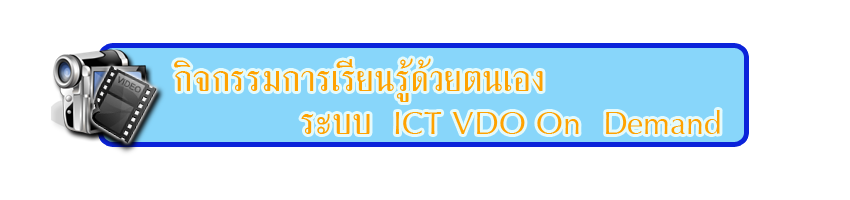 กิจกรรมการเรียนรู้ด้วยตนเอง
ระบบ ICT VDO On Demand
VIDEO